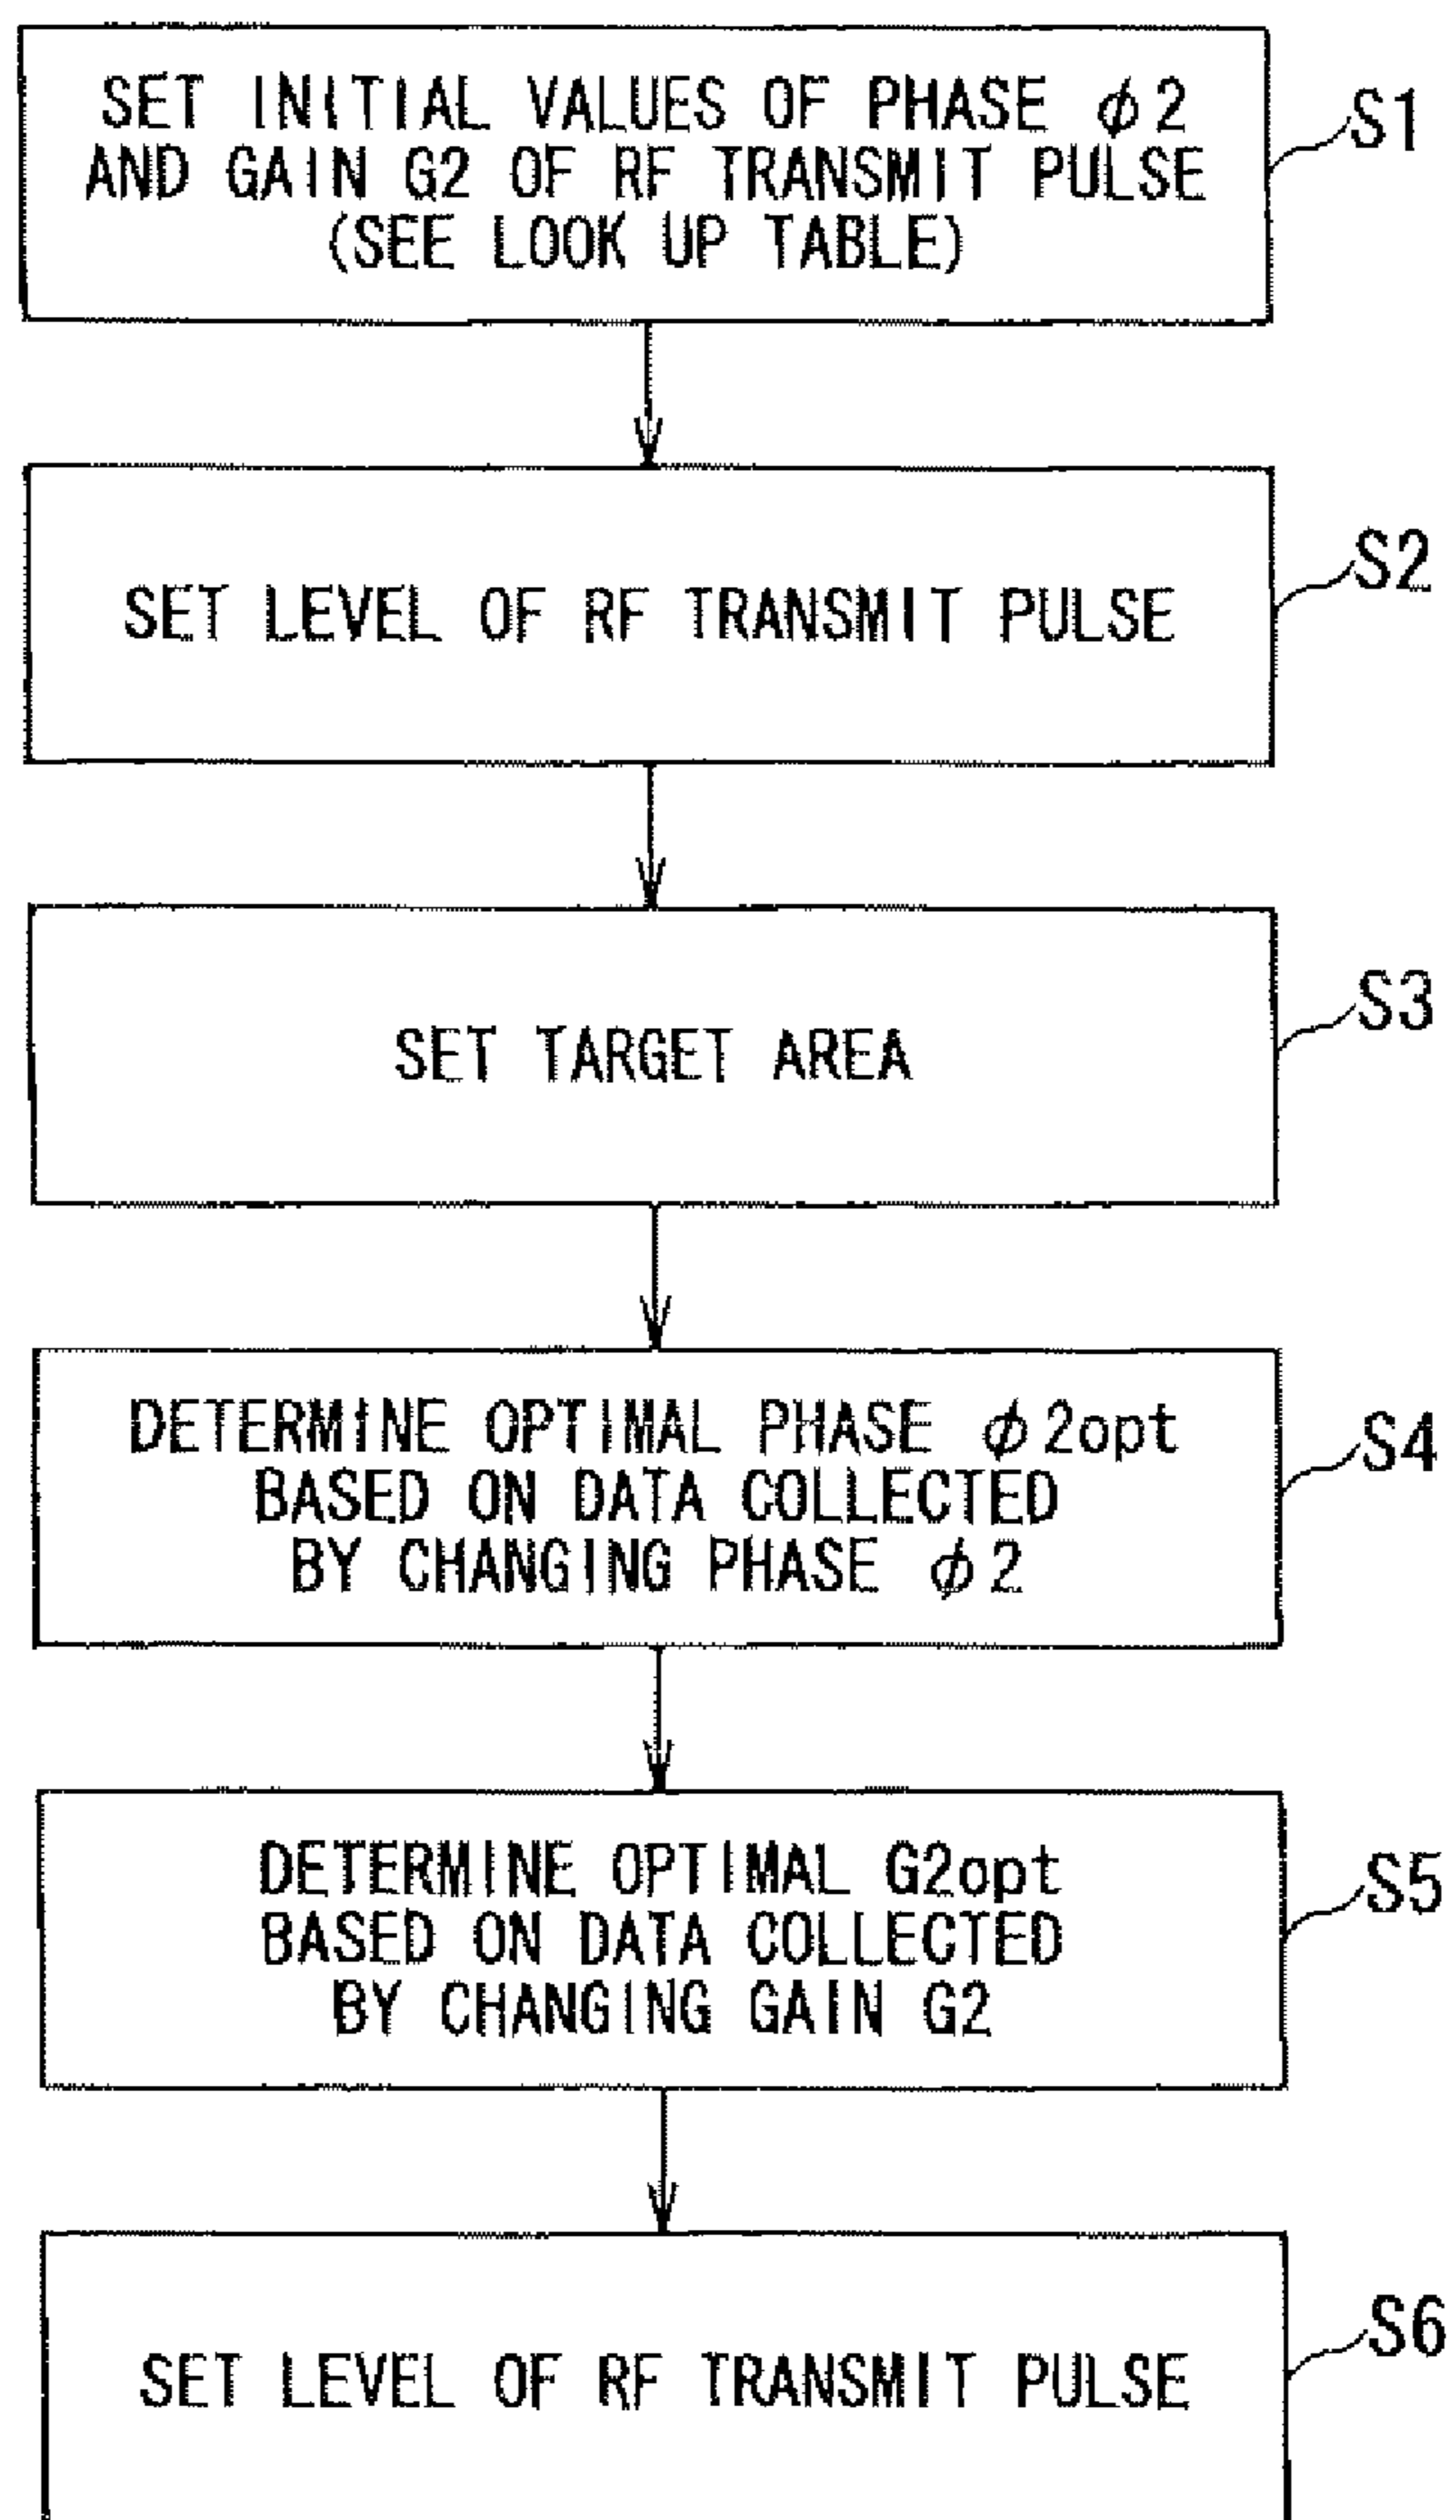 SET INITIAL VALUES OF PHASE φ2
AND GAIN G2 OF RF TRANSMIT PULSE
(SEE LOOK UP TABLE)
S1
SET LEVEL OF RF TRANSMIT PULSE
S2
SET TARGET AREA
S3
DETERMINE OPTIMAL PHASE φ2opt
BASED ON DATA COLLECTED
BY CHANGING PHASE φ2
S4
DETERMINE OPTIMAL G2opt
BASED ON DATA COLLECTED
BY CHANGING GAIN G2
S5
SET LEVEL OF RF TRANSMIT PULSE
S6